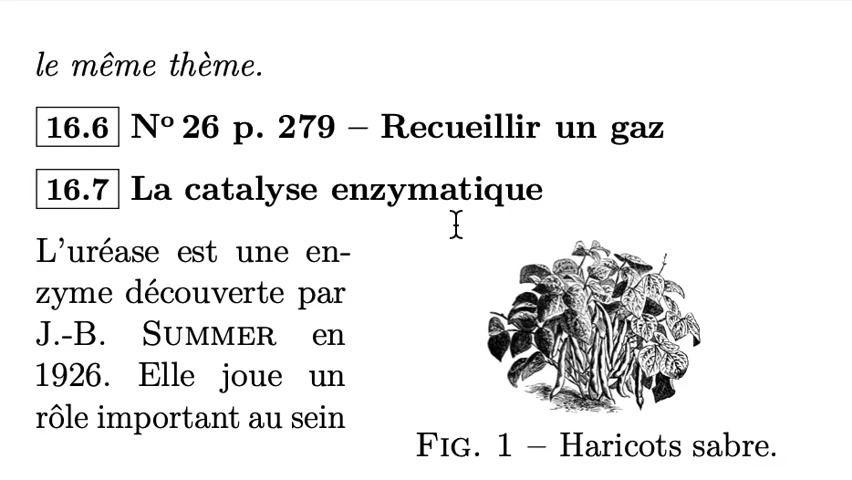 le même thème.
16.6 Nº 26 p. 279 – Recueillir un gaz
16.7 La catalyse enzymatique
L'uréase est une en-
zyme découverte par
J.-B. SUMMER en
1926. Elle joue un
rôle important au sein
FIG. 1 – Haricots sabre.